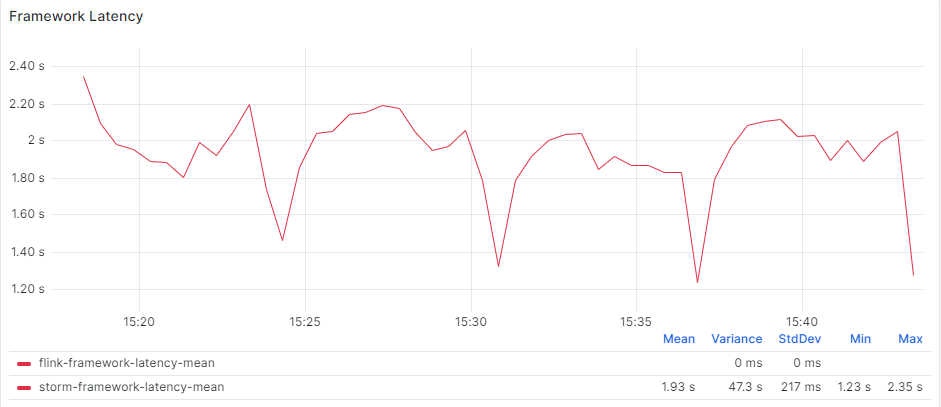 Framework Latency
2.40 s
2.20 s
2 s
1.80 s
1.60 s
1.40 s
1.20 s
15:20 15:25 15:30 15:35 15:40
Mean Variance StdDev Min Max
flink-framework-latency-mean 0 ms 0 ms
storm-framework-latency-mean 1.93 s 47.3 s 217 ms 1.23 s 2.35 s